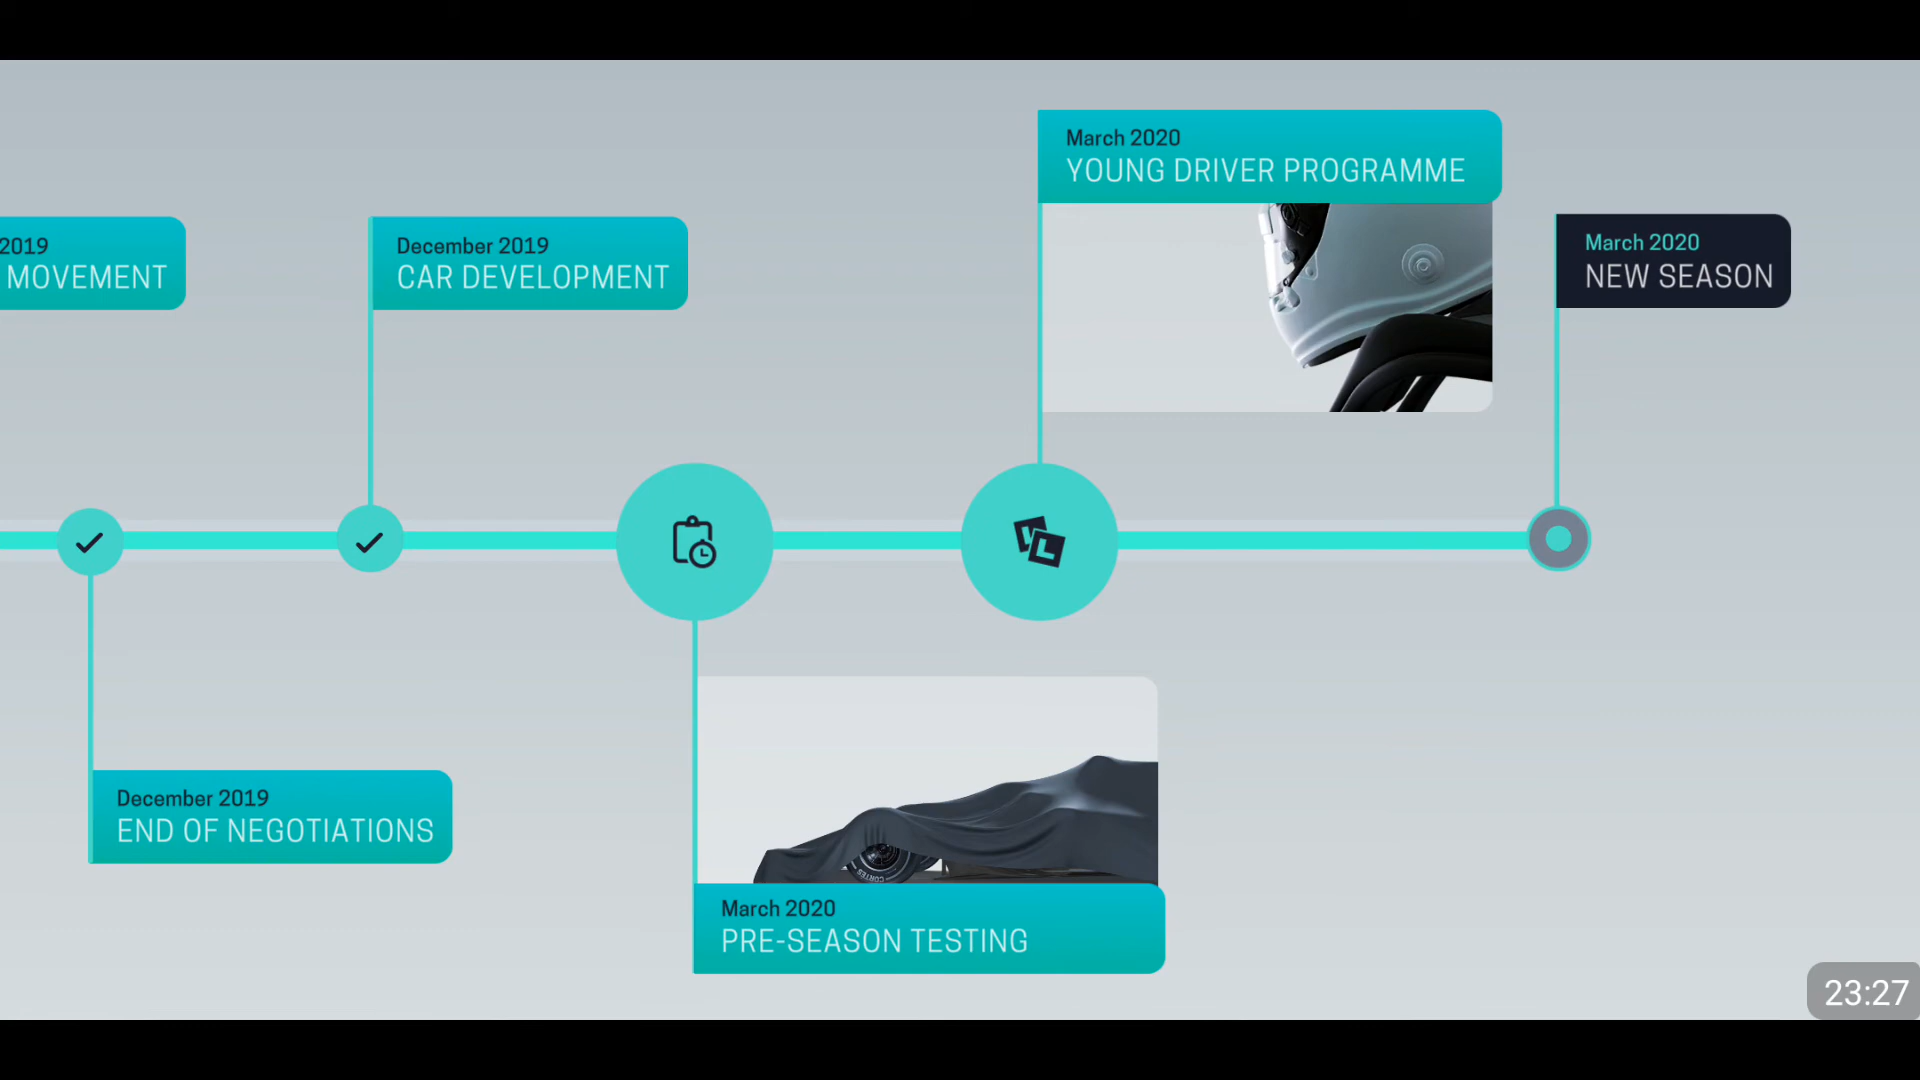 2019
MOVEMENT
December 2019
CAR DEVELOPMENT
March 2020
YOUNG DRIVER PROGRAMME
March 2020
NEW SEASON
L
December 2019
END OF NEGOTIATIONS
CORTES
March 2020
PRE-SEASON TESTING
23:27